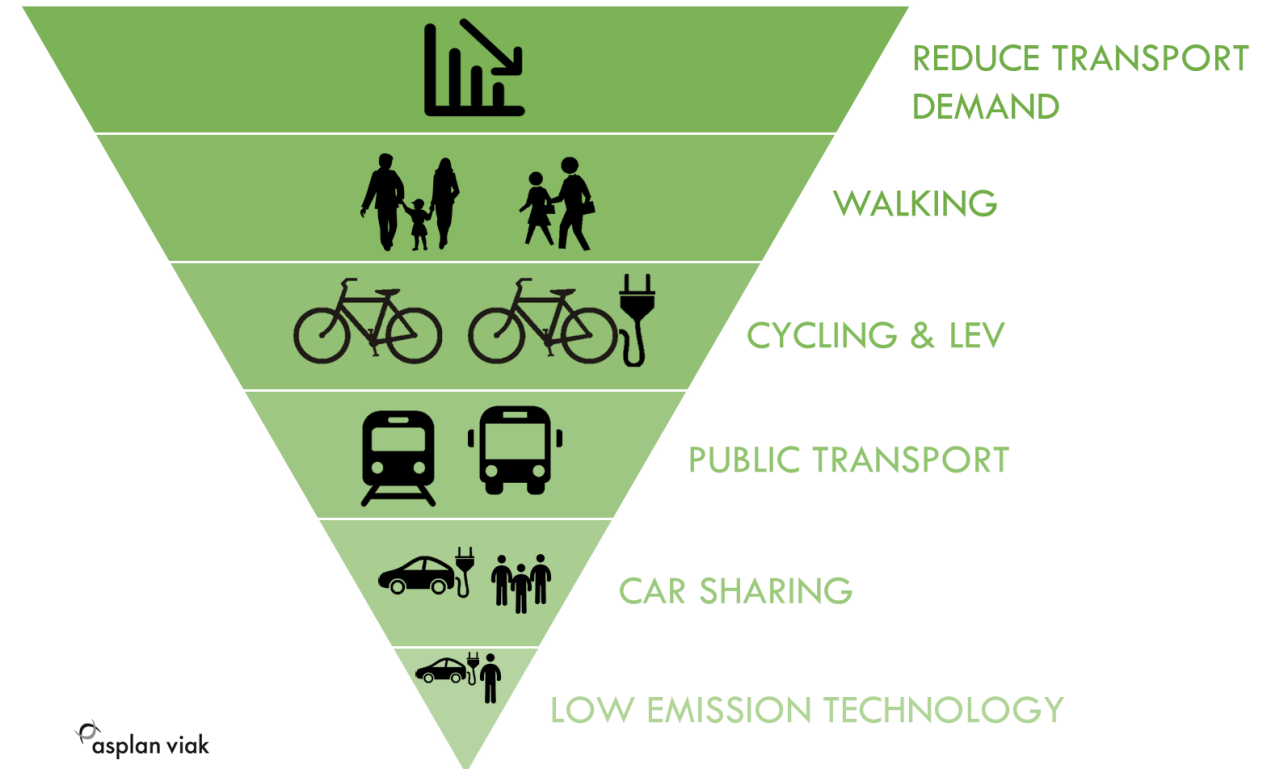 REDUCE TRANSPORT
DEMAND
WALKING
CYCLING & LEV
PUBLIC TRANSPORT
CAR SHARING
LOW EMISSION TECHNOLOGY
asplan viak